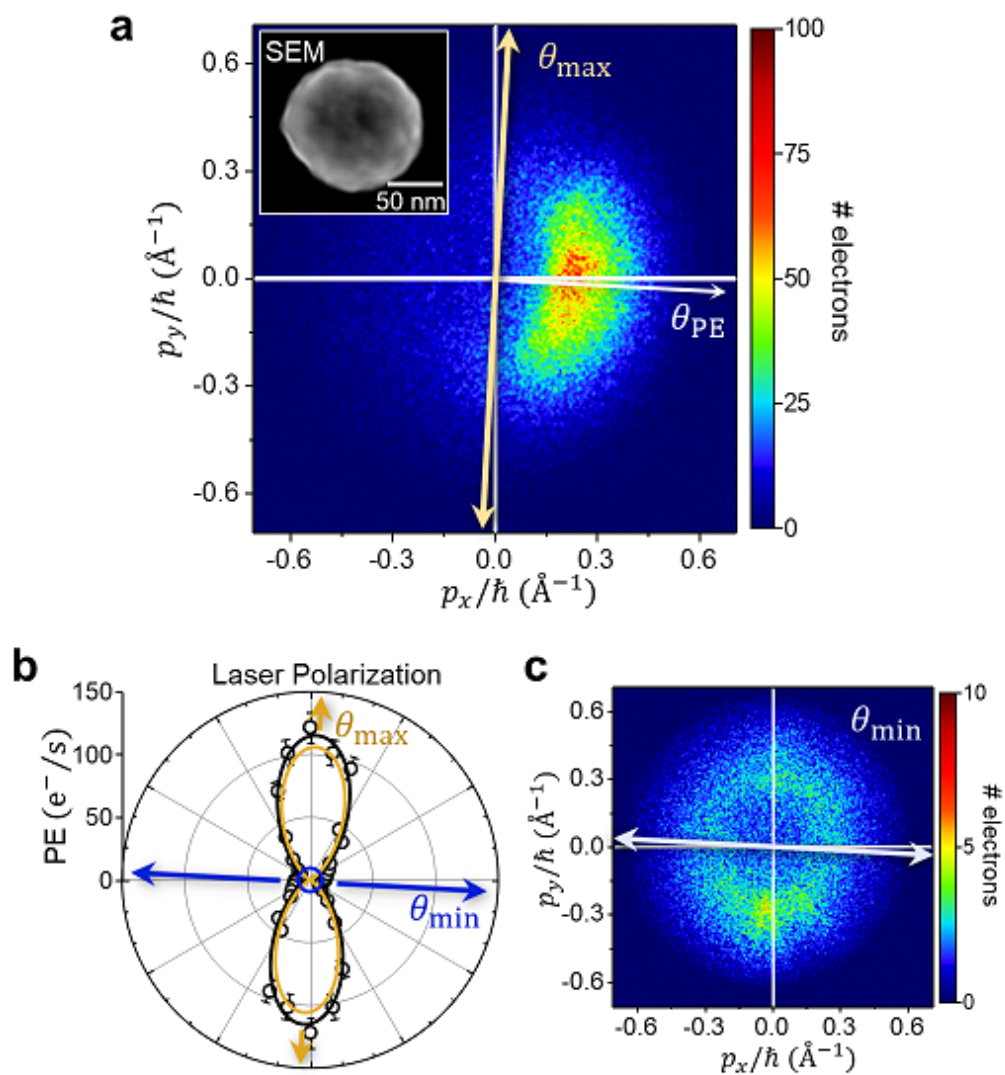 a
SEM
50 nm
θmax
θPE
0.6
0.3
0.0
-0.3
-0.6
py/ħ (Å⁻¹)
-0.6 -0.3 0.0 0.3 0.6
px/ħ (Å⁻¹)
100
75
50
25
0
# electrons
b
Laser Polarization
150
100
50
0
PE (e⁻/s)
θmax
θmin
c
θmin
0.6
0.3
0.0
-0.3
-0.6
py/ħ (Å⁻¹)
-0.6 -0.3 0.0 0.3 0.6
px/ħ (Å⁻¹)
10
5
0
# electrons